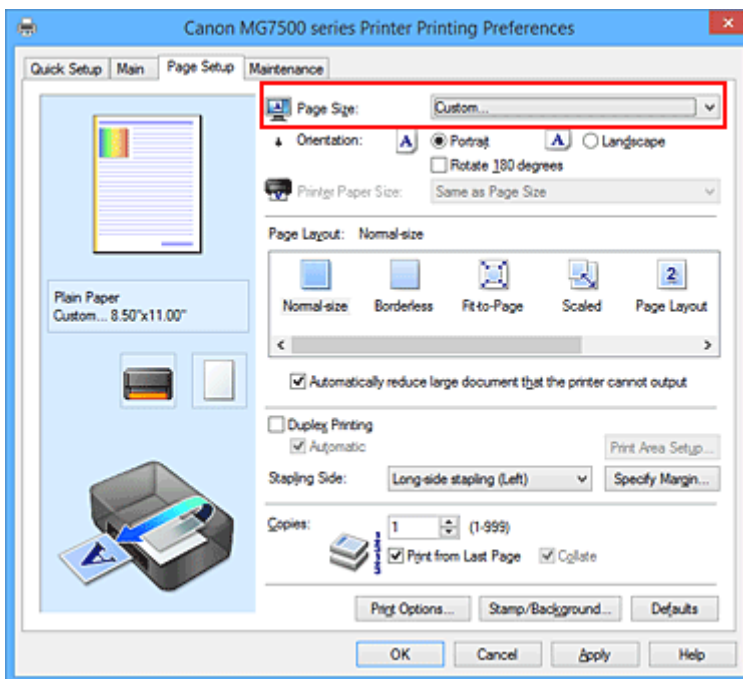 Canon MG7500 series Printer Printing Preferences
Quick Setup Main Page Setup Maintenance
Page Size: Custom...
Orientation: A Portrait A Landscape
Rotate 180 degrees
Printer Paper Size: Same as Page Size
Page Layout: Normal-size
Normal-size Borderless Fit-to-Page Scaled Page Layout
Plain Paper
Custom... 8.50"x11.00"
Automatically reduce large document that the printer cannot output
Duplex Printing
Automatic Print Area Setup...
Stapling Side: Long-side stapling (Left) Specify Margin...
Copies: 1 (1-999)
Print from Last Page Collate
Print Options... Stamp/Background... Defaults
OK Cancel Apply Help